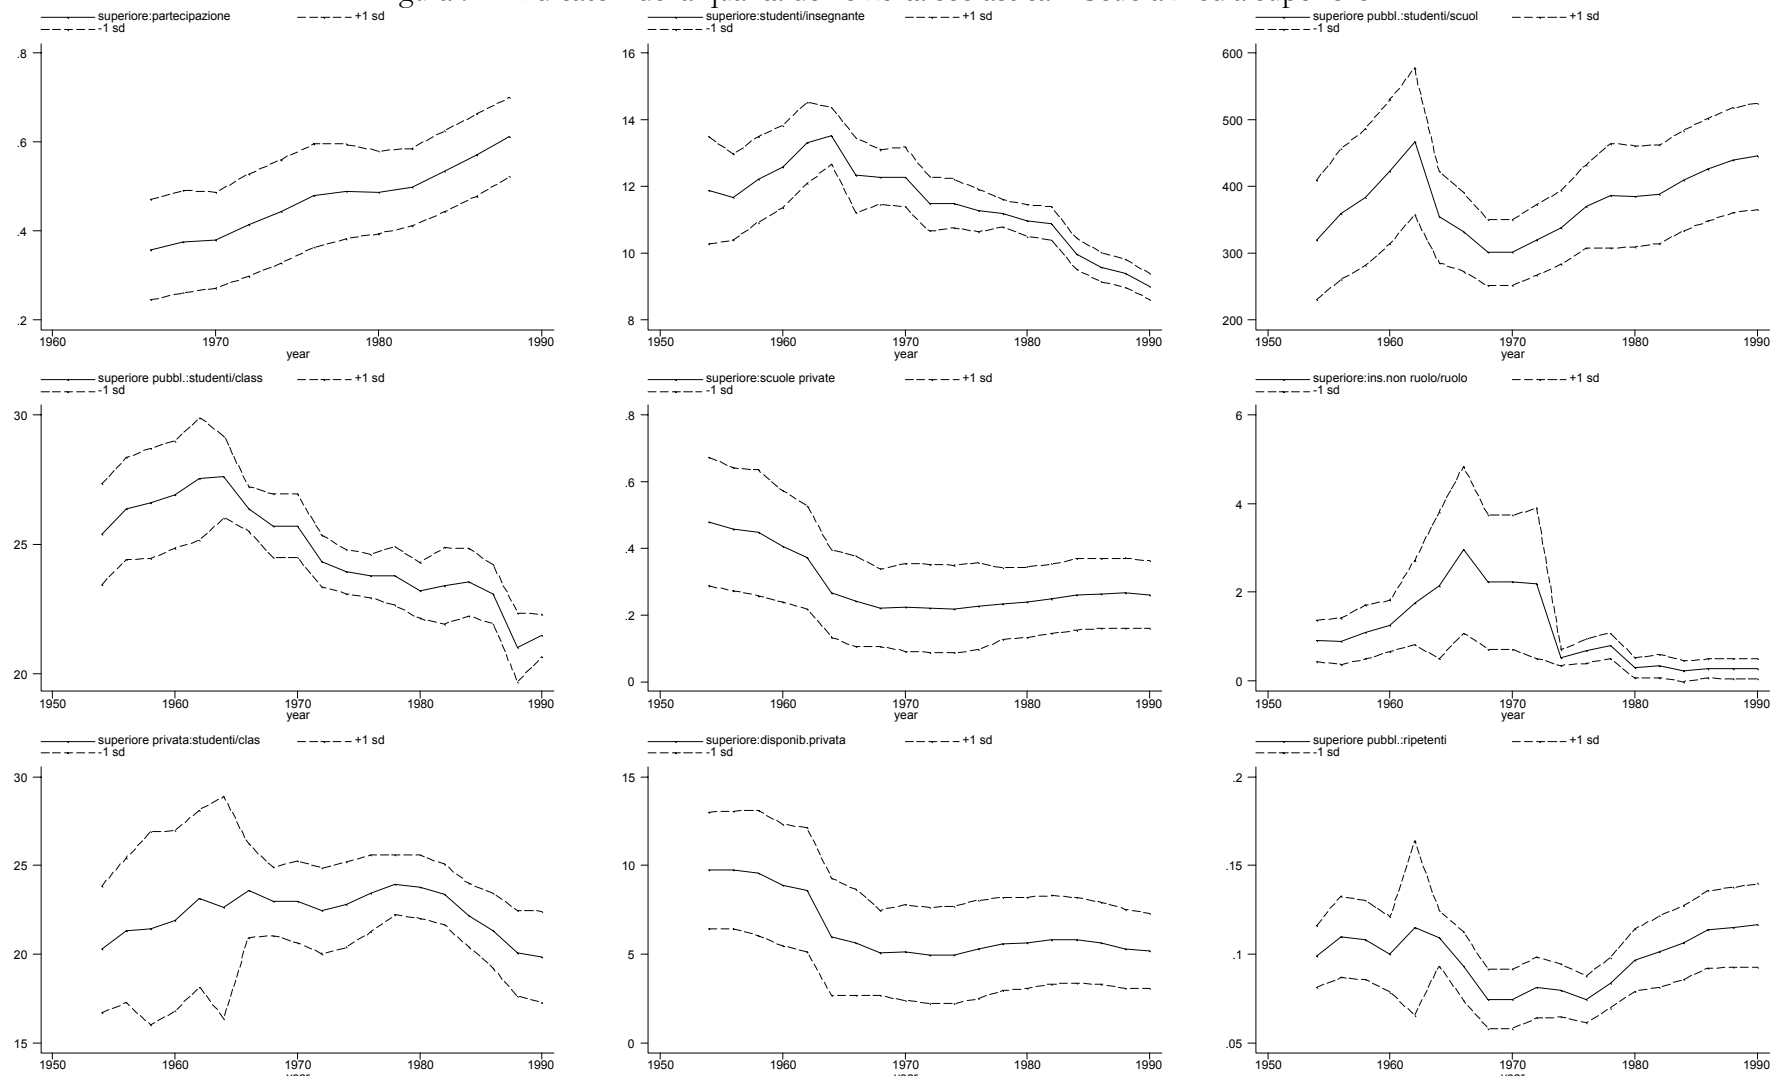 superiore:partecipazione +1 sd
-1 sd
.8
.6
.4
.2
1960 1970 1980 1990
year
superiore:studenti/insegnante +1 sd
-1 sd
16
14
12
10
8
1950 1960 1970 1980 1990
year
superiore pubbl.:studenti/scuol +1 sd
-1 sd
600
500
400
300
200
1950 1960 1970 1980 1990
year
superiore pubbl.:studenti/class +1 sd
-1 sd
30
25
20
1950 1960 1970 1980 1990
year
superiore:scuole private +1 sd
-1 sd
.8
.6
.4
.2
0
1950 1960 1970 1980 1990
year
superiore:ins.non ruolo/ruolo +1 sd
-1 sd
6
4
2
0
1950 1960 1970 1980 1990
year
superiore privata:studenti/clas +1 sd
-1 sd
30
25
20
15
1950 1960 1970 1980 1990
superiore:disponib.privata +1 sd
-1 sd
15
10
5
0
1950 1960 1970 1980 1990
superiore pubbl.:ripetenti +1 sd
-1 sd
.2
.15
.1
.05
1950 1960 1970 1980 1990